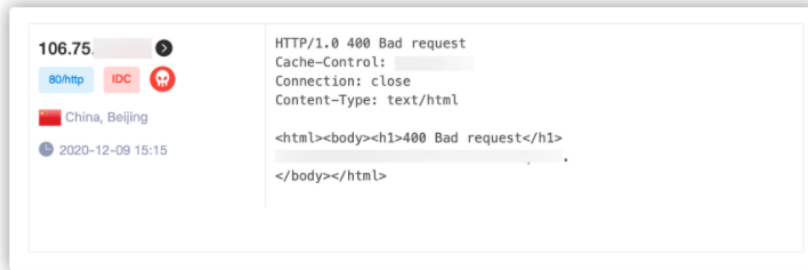 106.75.
80/http IDC
China, Beijing
2020-12-09 15:15
HTTP/1.0 400 Bad request
Cache-Control:
Connection: close
Content-Type: text/html
<html><body><h1>400 Bad request</h1>
.
</body></html>